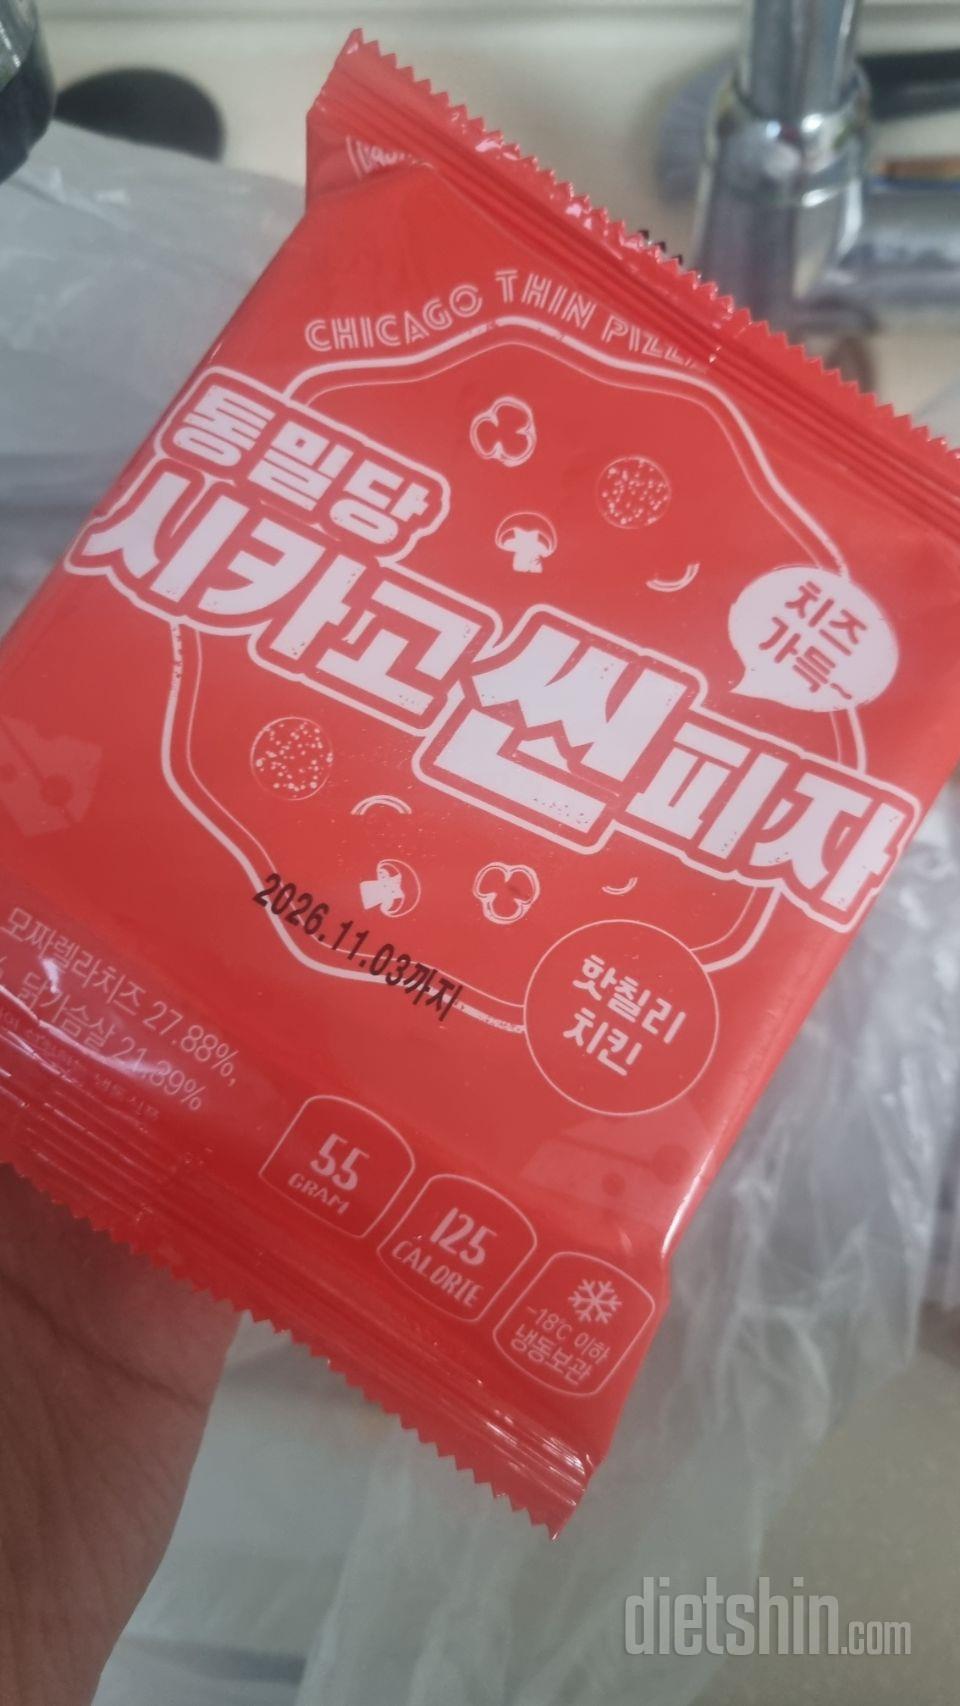 CHICAGO THIN PIZZA
통밀당
시카고 씬 피자
치즈
가득~
2026.11.03까지
핫칠리
치킨
모짜렐라치즈 27.88%,
닭가슴살 21.39%
55
GRAM
125
CALORIE
-18℃ 이하
냉동보관
dietshin.com